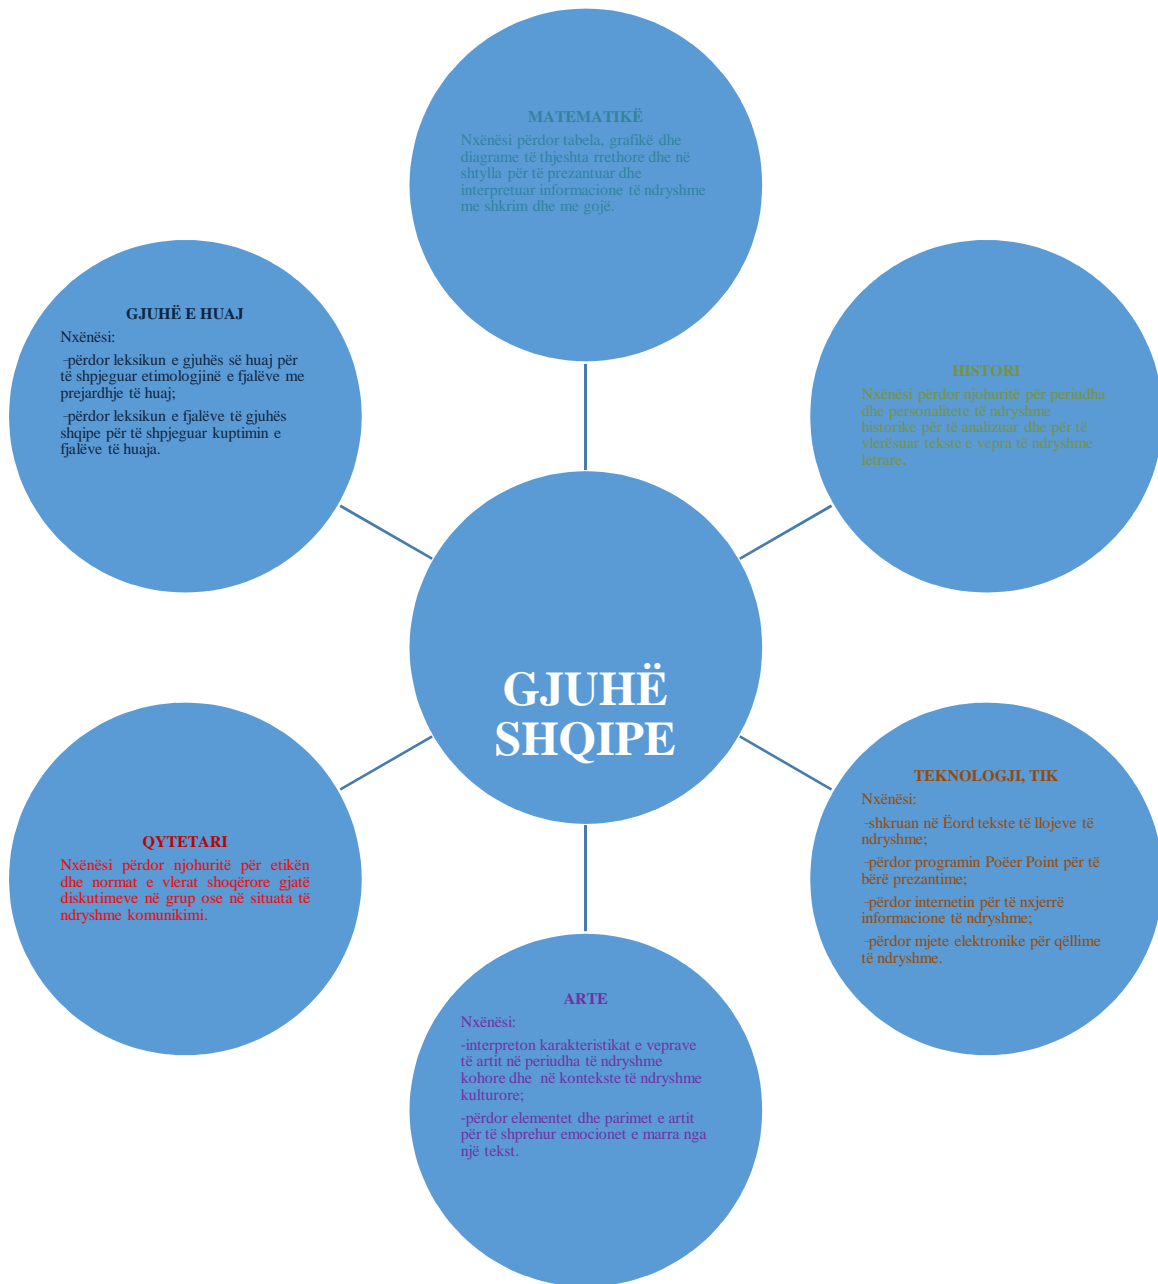 MATEMATIKË
Nxënësi përdor tabela, grafikë dhe
diagrame të thjeshta rrethore dhe në
shtylla për të prezantuar dhe
interpretuar informacione të ndryshme
me shkrim dhe me gojë.
GJUHË E HUAJ
Nxënësi:
-përdor leksikun e gjuhës së huaj për
të shpjeguar etimologjinë e fjalëve me
prejardhje të huaj;
-përdor leksikun e fjalëve të gjuhës
shqipe për të shpjeguar kuptimin e
fjalëve të huaja.
HISTORI
Nxënësi përdor njohuritë për periudha
dhe personalitete të ndryshme
historike për të analizuar dhe për të
vlerësuar tekste e vepra të ndryshme
letrare.
GJUHË
SHQIPE
QYTETARI
Nxënësi përdor njohuritë për etikën
dhe normat e vlerat shoqërore gjatë
diskutimeve në grup ose në situata të
ndryshme komunikimi.
TEKNOLOGJI, TIK
Nxënësi:
-shkruan në Ëord tekste të llojeve të
ndryshme;
-përdor programin Poëer Point për të
bërë prezantime;
-përdor internetin për të nxjerrë
informacione të ndryshme;
-përdor mjete elektronike për qëllime
të ndryshme.
ARTE
Nxënësi:
-interpreton karakteristikat e veprave
të artit në periudha të ndryshme
kohore dhe në kontekste të ndryshme
kulturore;
-përdor elementet dhe parimet e artit
për të shprehur emocionet e marra nga
një tekst.